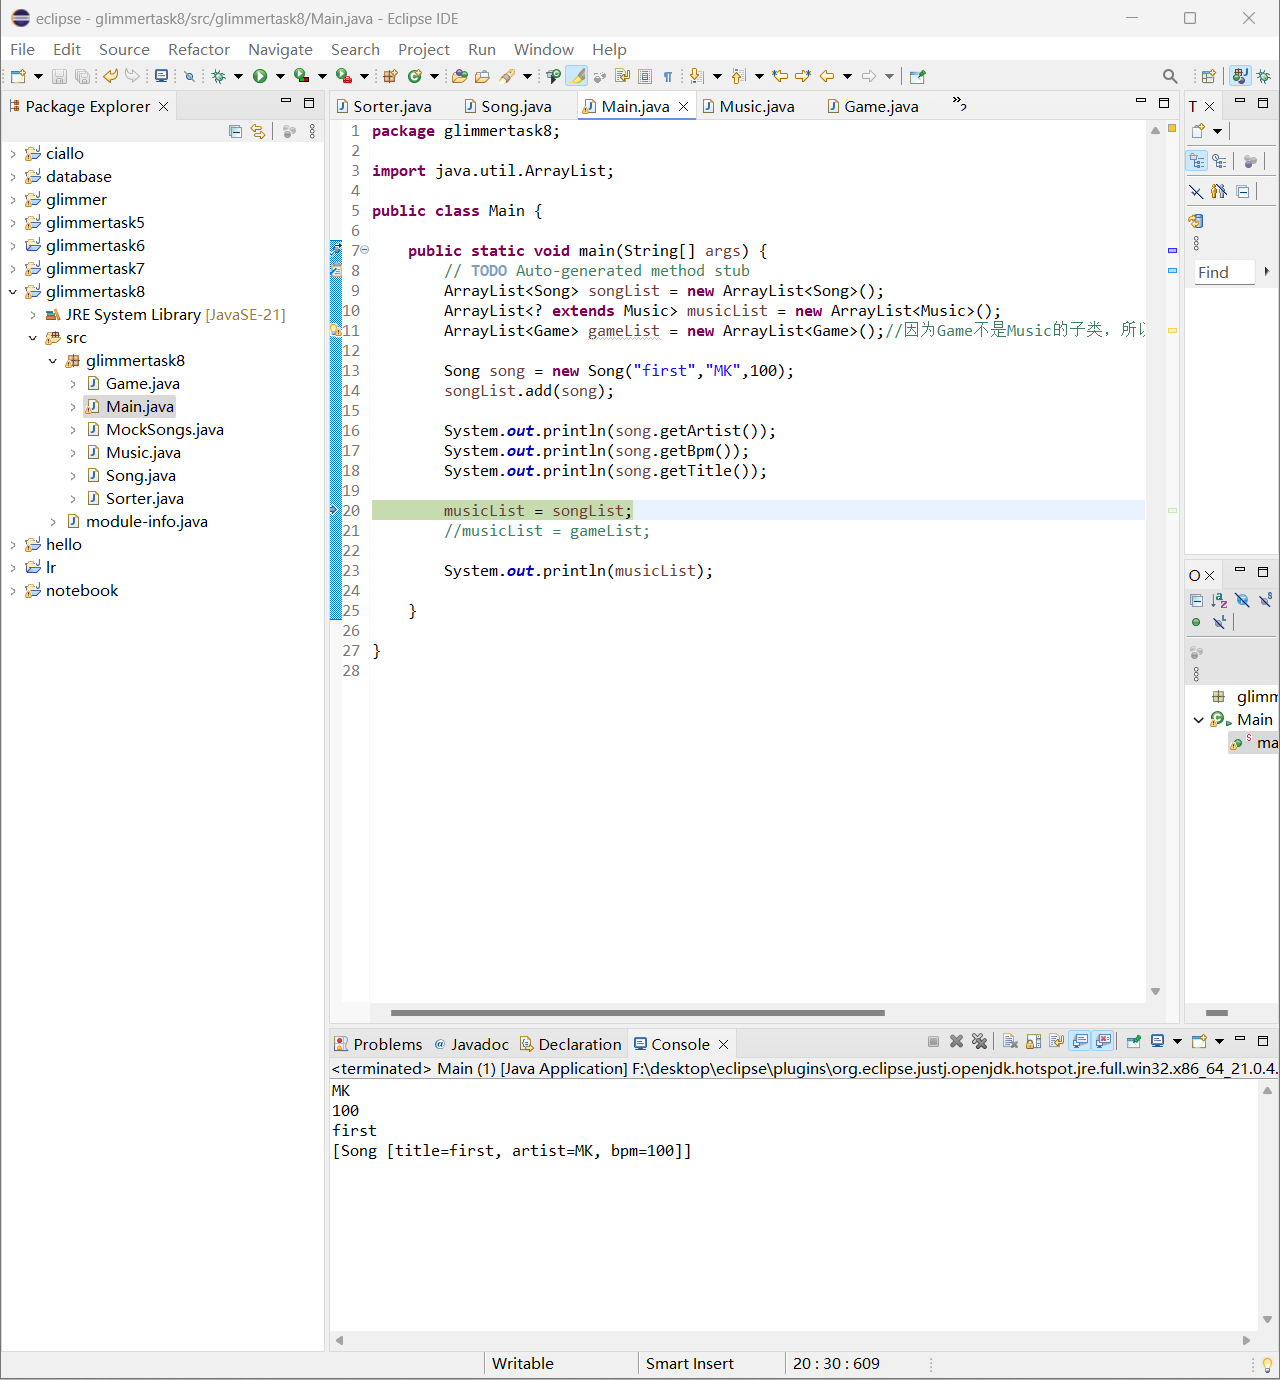 eclipse - glimmertask8/src/glimmertask8/Main.java - Eclipse IDE
File Edit Source Refactor Navigate Search Project Run Window Help
Package Explorer
ciallo
database
glimmer
glimmertask5
glimmertask6
glimmertask7
glimmertask8
JRE System Library [JavaSE-21]
src
glimmertask8
Game.java
Main.java
MockSongs.java
Music.java
Song.java
Sorter.java
module-info.java
hello
lr
notebook
Sorter.java Song.java Main.java Music.java Game.java
1 package glimmertask8;
2
3 import java.util.ArrayList;
4
5 public class Main {
6
7 public static void main(String[] args) {
8 // TODO Auto-generated method stub
9 ArrayList<Song> songList = new ArrayList<Song>();
10 ArrayList<? extends Music> musicList = new ArrayList<Music>();
11 ArrayList<Game> gameList = new ArrayList<Game>();//因为Game不是Music的子类，所以
12
13 Song song = new Song("first","MK",100);
14 songList.add(song);
15
16 System.out.println(song.getArtist());
17 System.out.println(song.getBpm());
18 System.out.println(song.getTitle());
19
20 musicList = songList;
21 //musicList = gameList;
22
23 System.out.println(musicList);
24
25 }
26
27 }
28
T
Find
O
glimm
Main
ma
Problems Javadoc Declaration Console
<terminated> Main (1) [Java Application] F:\desktop\eclipse\plugins\org.eclipse.justj.openjdk.hotspot.jre.full.win32.x86_64_21.0.4.
MK
100
first
[Song [title=first, artist=MK, bpm=100]]
Writable Smart Insert 20 : 30 : 609